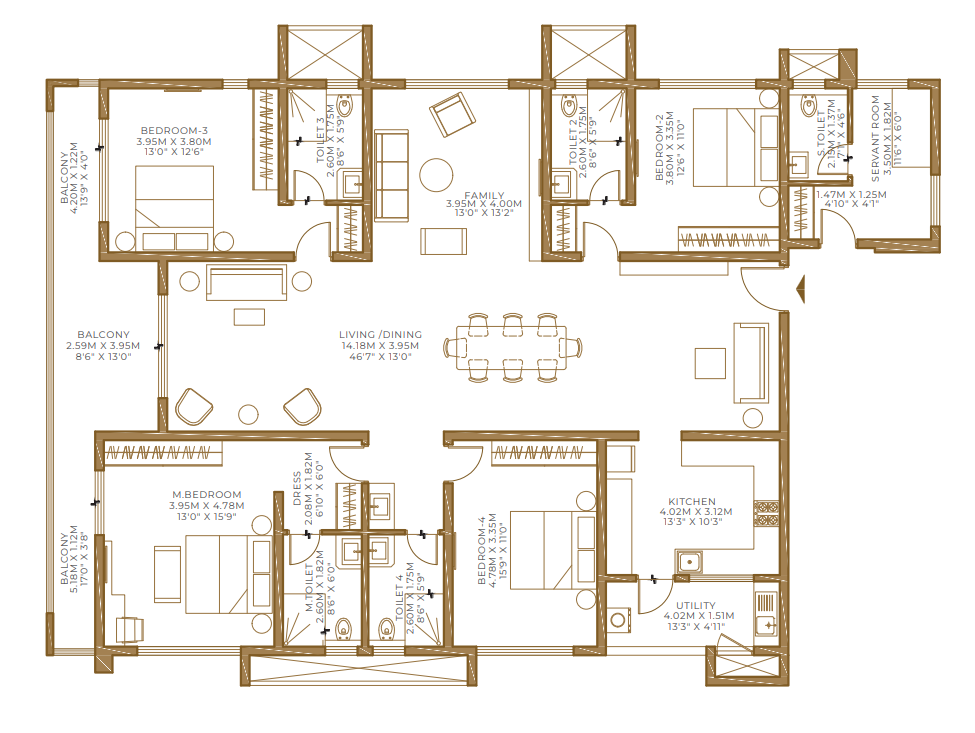 BEDROOM-3
3.95M X 3.80M
13'0" X 12'6"
BALCONY
4.20M X 1.22M
13'9" X 4'0"
TOILET 3
2.60M X 1.75M
8'6" X 5'9"
FAMILY
3.95M X 4.00M
13'0" X 13'2"
TOILET 2
2.60M X 1.75M
8'6" X 5'9"
BEDROOM-2
3.80M X 3.35M
12'6" X 11'0"
S.TOILET
2.15M X 1.37M
7'1" X 4'6"
SERVANT ROOM
3.50M X 1.82M
11'6" X 6'0"
1.47M X 1.25M
4'10" X 4'1"
BALCONY
2.59M X 3.95M
8'6" X 13'0"
LIVING /DINING
14.18M X 3.95M
46'7" X 13'0"
M.BEDROOM
3.95M X 4.78M
13'0" X 15'9"
DRESS
2.08M X 1.82M
6'10" X 6'0"
BALCONY
5.18M X 1.12M
17'0" X 3'8"
M.TOILET
2.60M X 1.82M
8'6" X 6'0"
TOILET 4
2.60M X 1.75M
8'6" X 5'9"
BEDROOM-4
4.78M X 3.35M
15'9" X 11'0"
KITCHEN
4.02M X 3.12M
13'3" X 10'3"
UTILITY
4.02M X 1.51M
13'3" X 4'11"